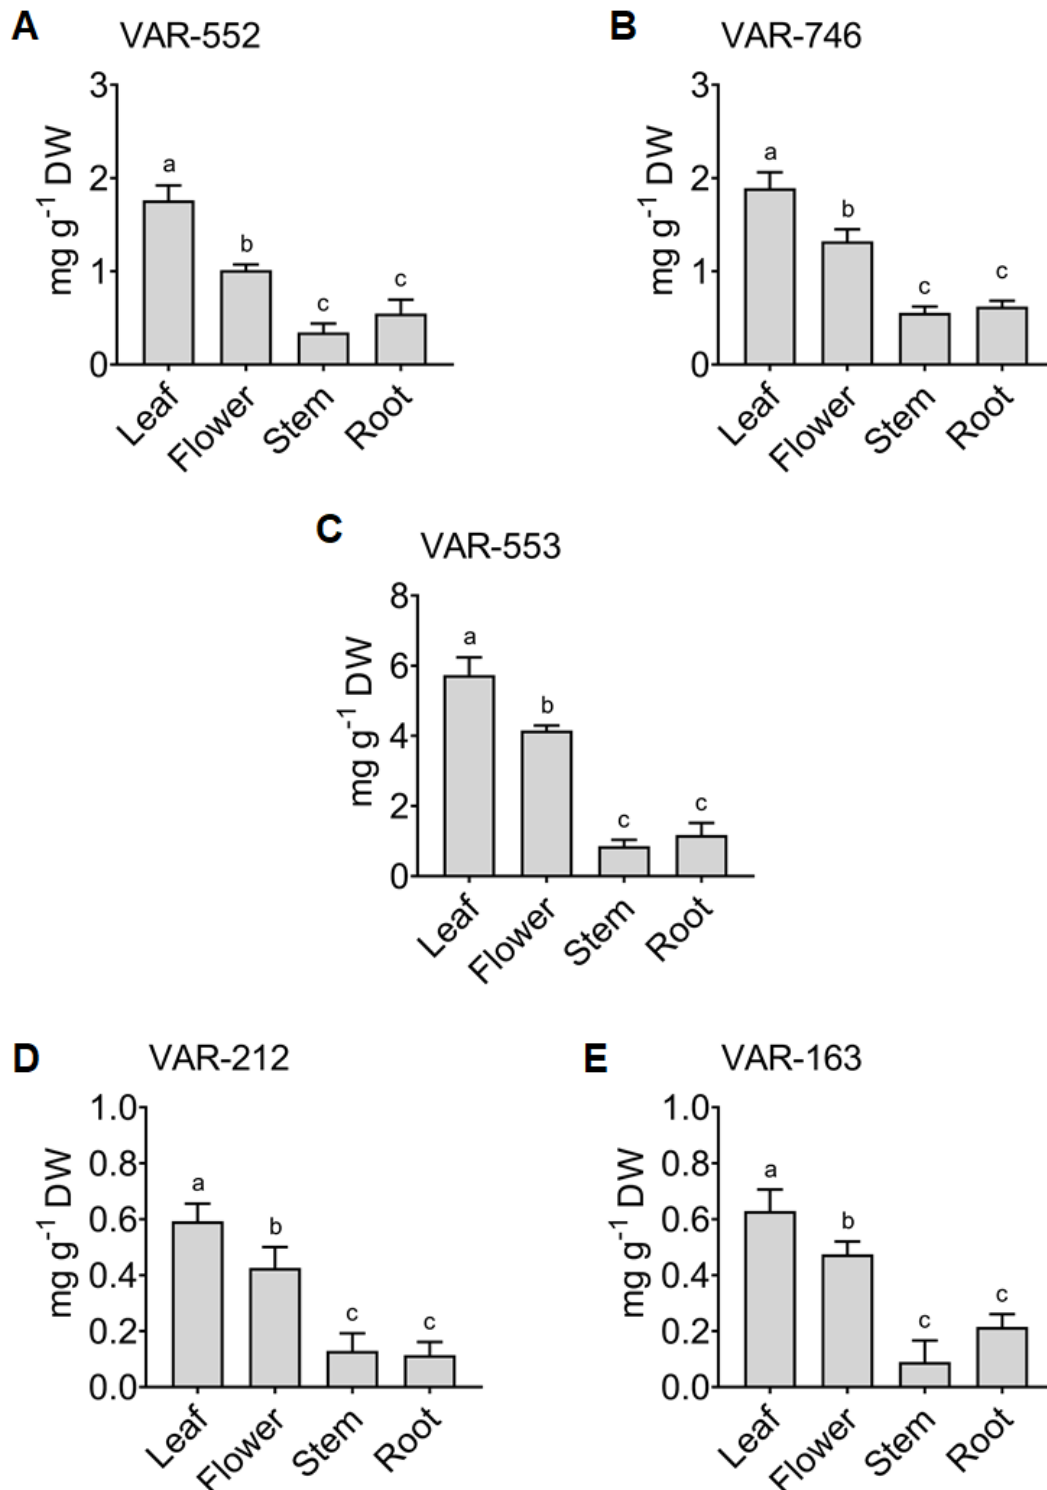 A VAR-552
3
2
1
0
mg g-1 DW
a
b
c
c
Leaf
Flower
Stem
Root
B VAR-746
3
2
1
0
mg g-1 DW
a
b
c
c
Leaf
Flower
Stem
Root
C VAR-553
8
6
4
2
0
mg g-1 DW
a
b
c
c
Leaf
Flower
Stem
Root
D VAR-212
1.0
0.8
0.6
0.4
0.2
0.0
mg g-1 DW
a
b
c
c
Leaf
Flower
Stem
Root
E VAR-163
1.0
0.8
0.6
0.4
0.2
0.0
mg g-1 DW
a
b
c
c
Leaf
Flower
Stem
Root